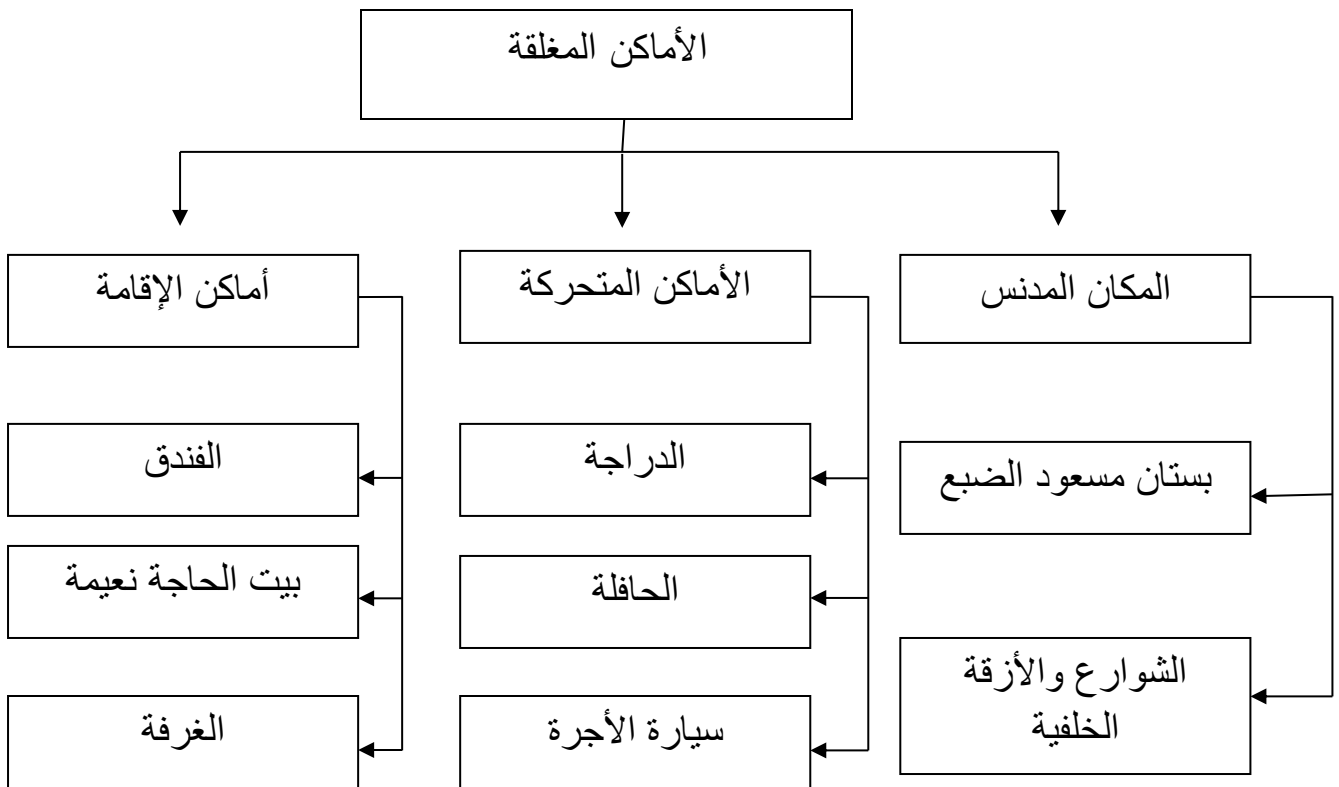 الأماكن المغلقة
المكان المدنس
الأماكن المتحركة
أماكن الإقامة
بستان مسعود الضبع
الشوارع والأزقة
الخلفية
الدراجة
الحافلة
سيارة الأجرة
الفندق
بيت الحاجة نعيمة
الغرفة